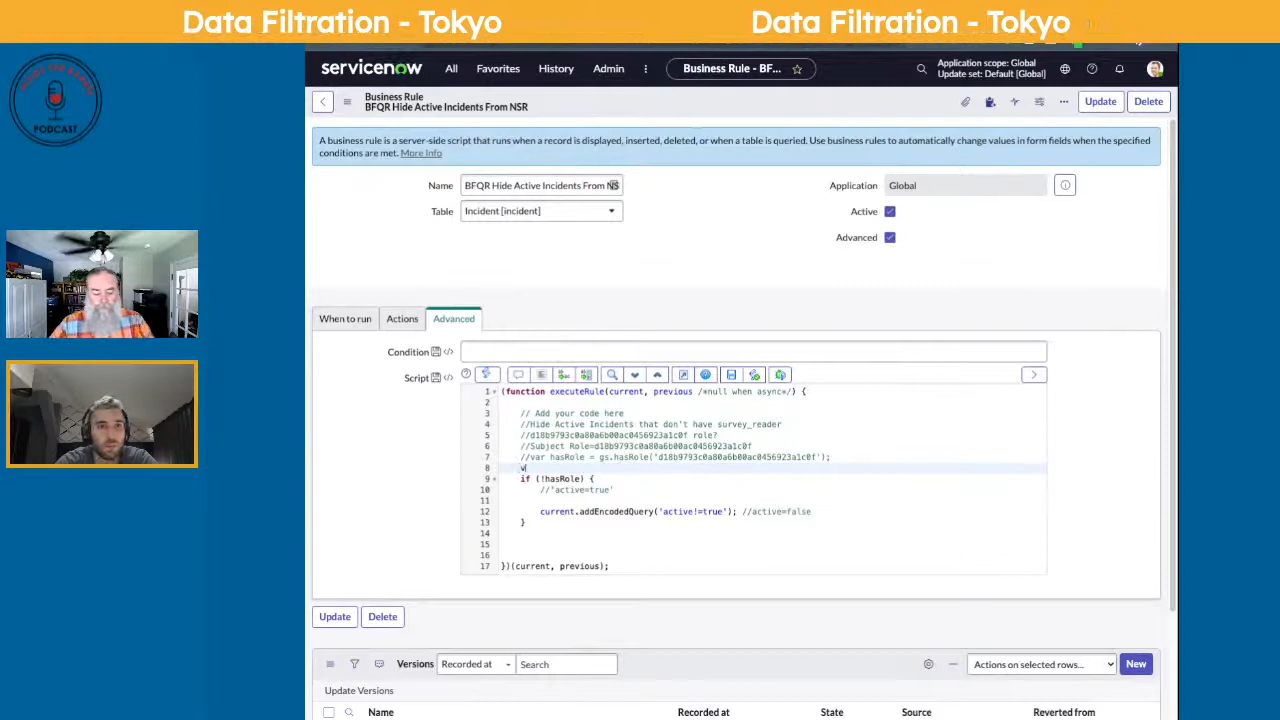 Data Filtration - Tokyo
Data Filtration - Tokyo
PODCAST
servicenow
All
Favorites
History
Admin
Business Rule - BF...
Application scope: Global
Update set: Default [Global]
Business Rule
BFQR Hide Active Incidents From NSR
Update
Delete
A business rule is a server-side script that runs when a record is displayed, inserted, deleted, or when a table is queried. Use business rules to automatically change values in form fields when the specified
conditions are met. More Info
Name
BFQR Hide Active Incidents From NS
Application
Global
Table
Incident [incident]
Active
Advanced
When to run
Actions
Advanced
Condition
Script
1 (function executeRule(current, previous /*null when async*/) {
2
3 // Add your code here
4 //Hide Active Incidents that don't have survey_reader
5 //d18b9793c0a80a6b00ac0456923a1c0f role?
6 //Subject Role=d18b9793c0a80a6b00ac0456923a1c0f
7 //var hasRole = gs.hasRole('d18b9793c0a80a6b00ac0456923a1c0f');
8 v
9 if (!hasRole) {
10 //'active=true'
11
12 current.addEncodedQuery('active!=true'); //active=false
13 }
14
15
16
17 })(current, previous);
Update
Delete
Versions
Recorded at
Search
Actions on selected rows...
New
Update Versions
Name
Recorded at
State
Source
Reverted from